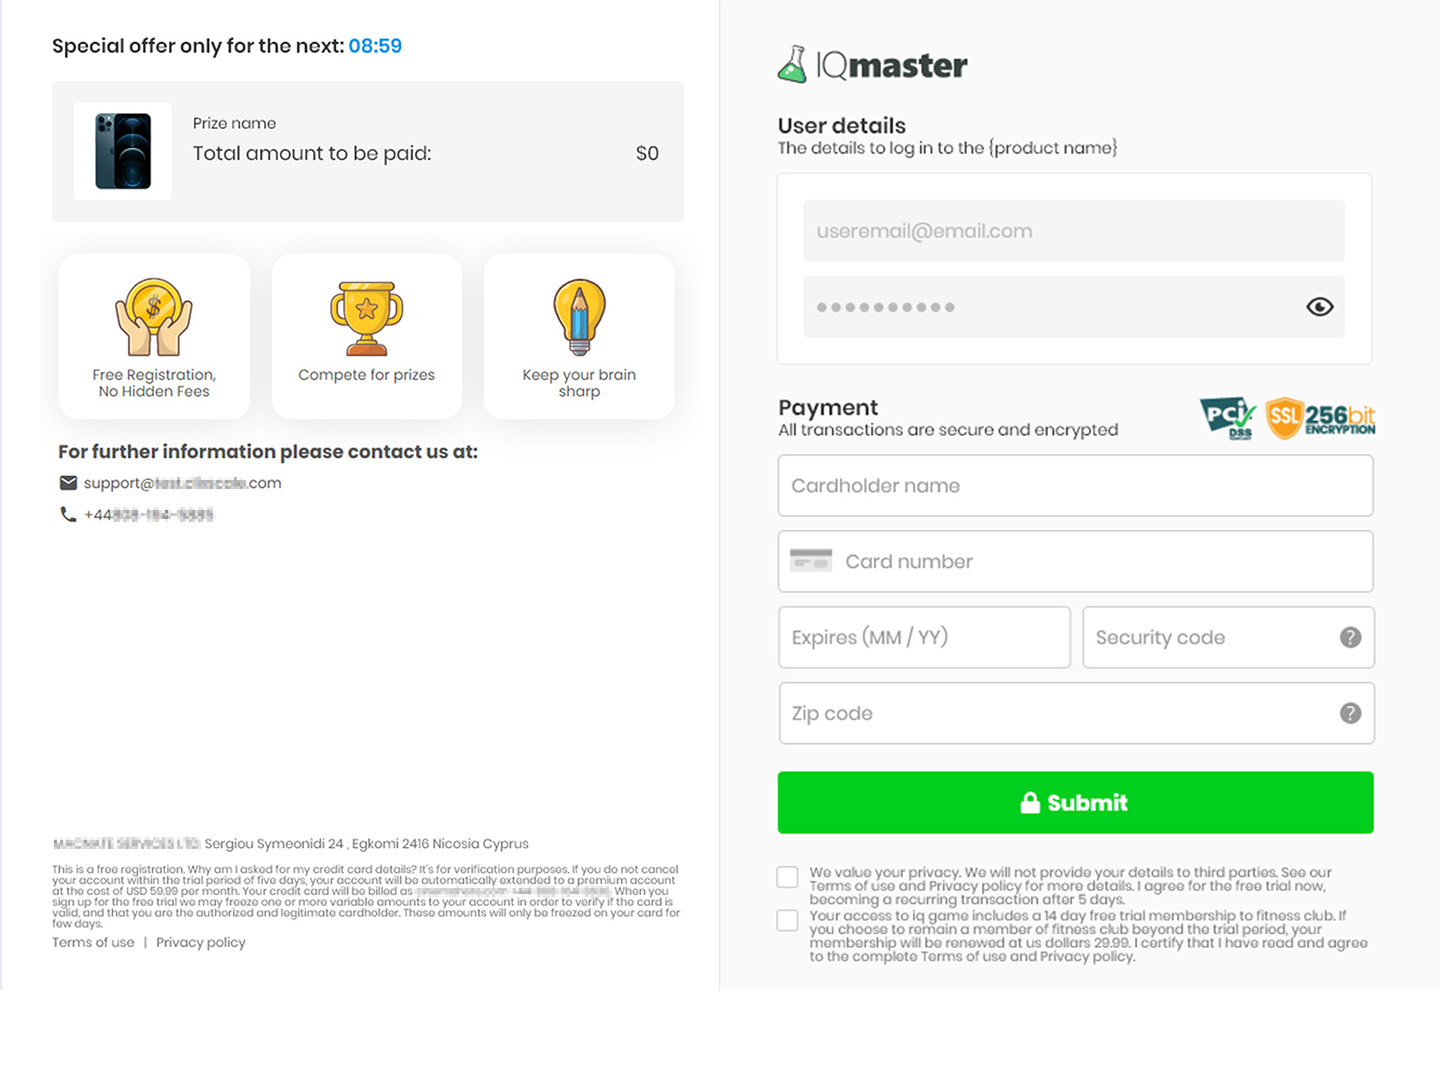 Special offer only for the next: 08:59
Prize name
Total amount to be paid: $0
Free Registration,
No Hidden Fees
Compete for prizes
Keep your brain
sharp
For further information please contact us at:
support@ .com
+44
Sergiou Symeonidi 24 , Egkomi 2416 Nicosia Cyprus
This is a free registration. Why am I asked for my credit card details? It's for verification purposes. If you do not cancel
your account within the trial period of five days, your account will be automatically extended to a premium account
at the cost of USD 59.99 per month. Your credit card will be billed as When you
sign up for the free trial we may freeze one or more variable amounts to your account in order to verify if the card is
valid, and that you are the authorized and legitimate cardholder. These amounts will only be freezed on your card for
few days.
Terms of use | Privacy policy
IQmaster
User details
The details to log in to the {product name}
useremail@email.com
Payment
All transactions are secure and encrypted
PCi
DSS
SSL 256bit
ENCRYPTION
Cardholder name
Card number
Expires (MM / YY)
Security code ?
Zip code ?
Submit
We value your privacy. We will not provide your details to third parties. See our
Terms of use and Privacy policy for more details. I agree for the free trial now,
becoming a recurring transaction after 5 days.
Your access to iq game includes a 14 day free trial membership to fitness club. If
you choose to remain a member of fitness club beyond the trial period, your
membership will be renewed at us dollars 29.99. I certify that I have read and agree
to the complete Terms of use and Privacy policy.